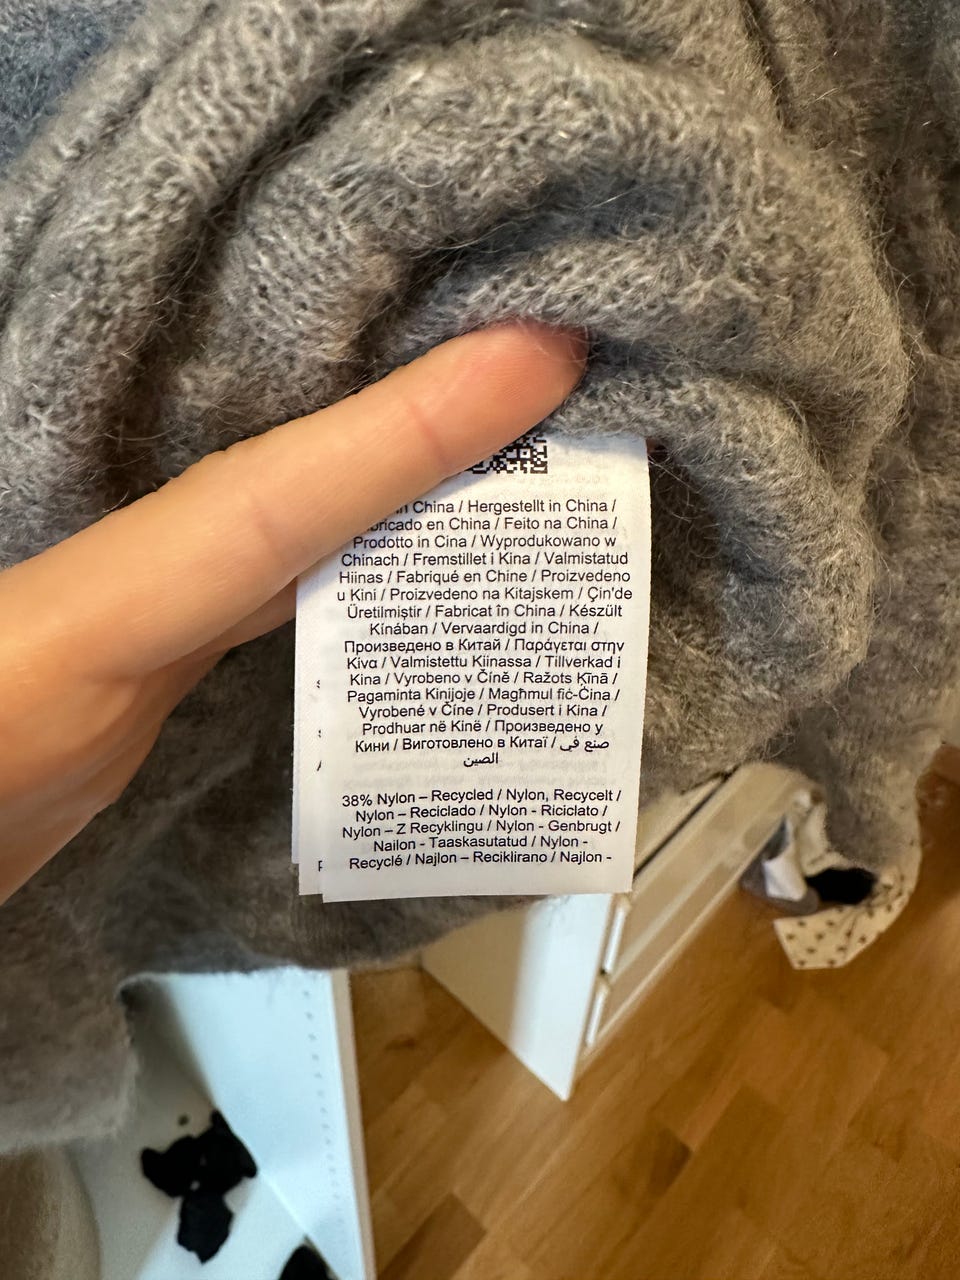 in China / Hergestellt in China /
bricado en China / Feito na China /
Prodotto in Cina / Wyprodukowano w
Chinach / Fremstillet i Kina / Valmistatud
Hiinas / Fabriqué en Chine / Proizvedeno
u Kini / Proizvedeno na Kitajskem / Çin'de
Üretilmiştir / Fabricat în China / Készült
Kínában / Vervaardigd in China /
Произведено в Китай / Παράγεται στην
Κίνα / Valmistettu Kiinassa / Tillverkad i
Kina / Vyrobeno v Číně / Ražots Ķīnā /
Pagaminta Kinijoje / Magħmul fiċ-Ċina /
Vyrobené v Číne / Produsert i Kina /
Prodhuar në Kinë / Произведено у
Кини / Виготовлено в Китаї / صنع في
الصين
38% Nylon – Recycled / Nylon, Recycelt /
Nylon – Reciclado / Nylon - Riciclato /
Nylon – Z Recyklingu / Nylon - Genbrugt /
Nailon - Taaskasutatud / Nylon -
Recyclé / Najlon – Reciklirano / Najlon -